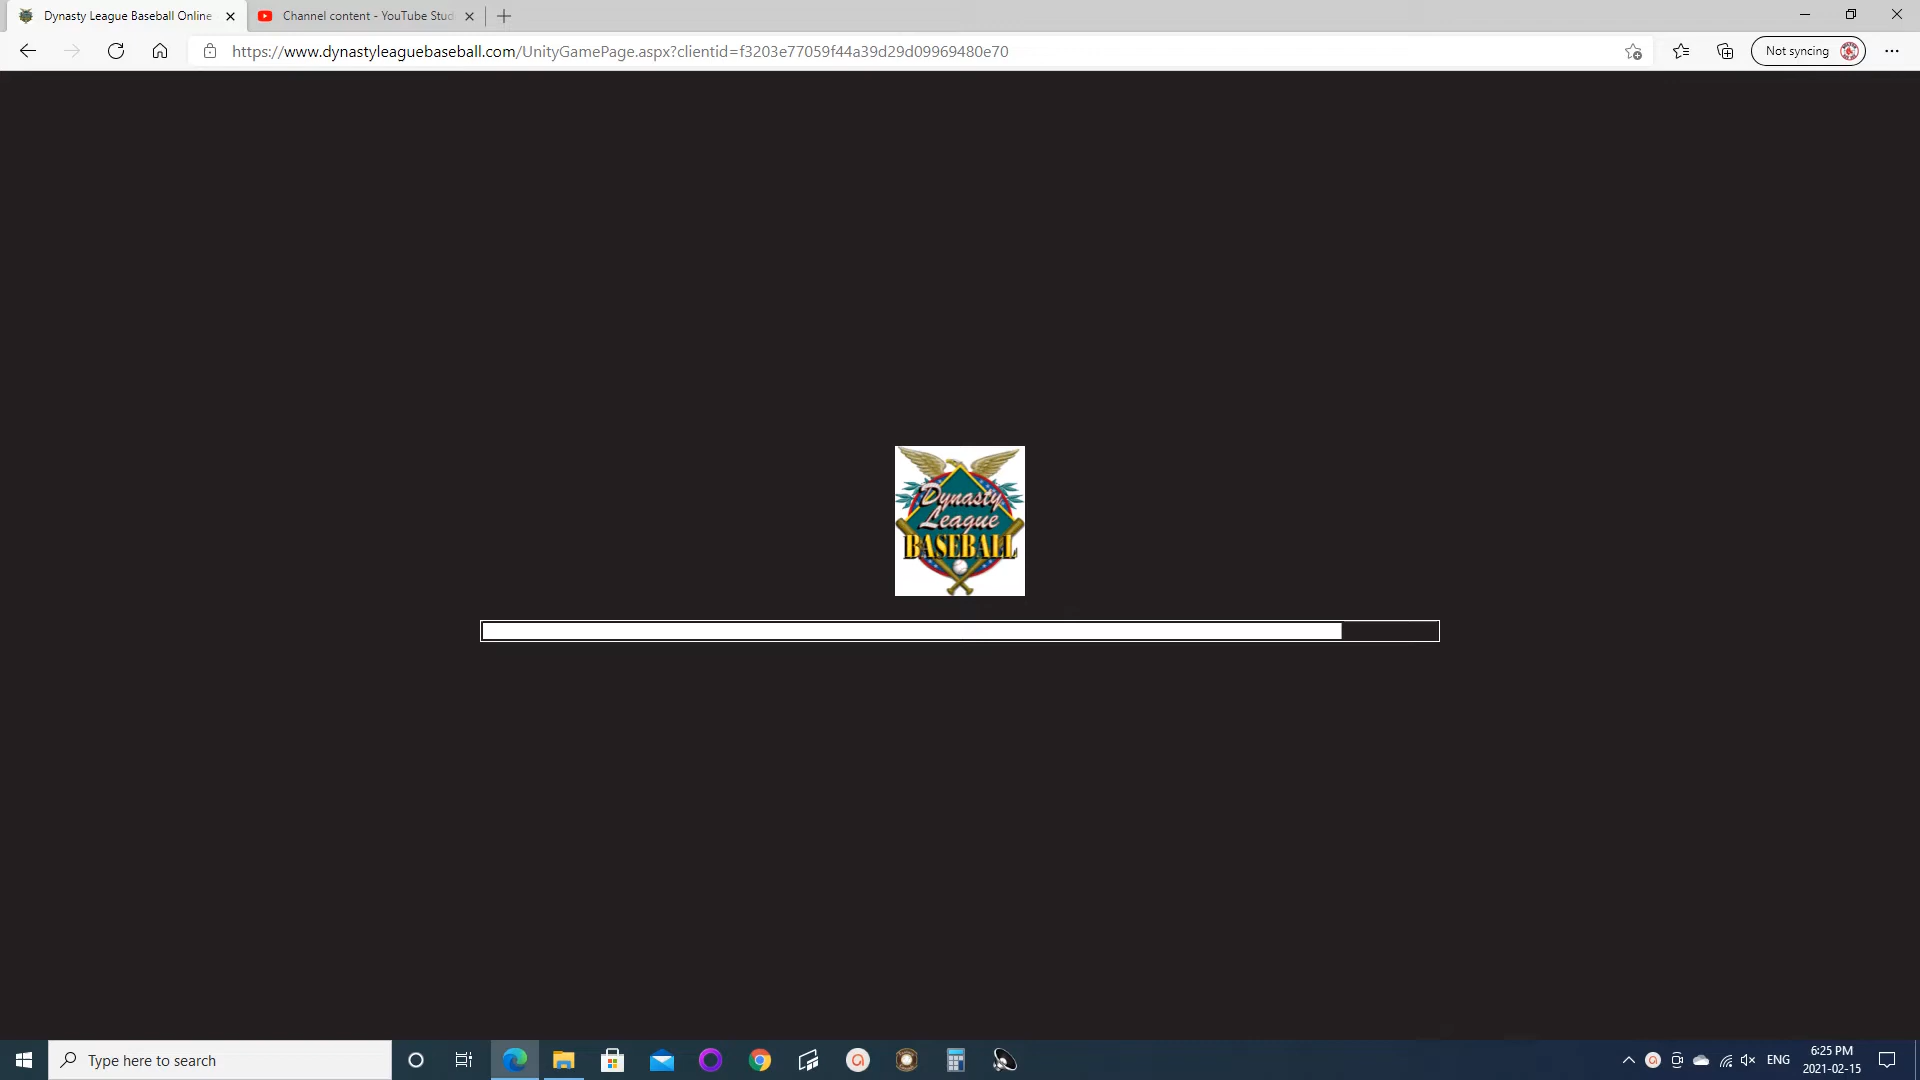 Dynasty League Baseball Online
Channel content - YouTube Stud
https://www.dynastyleaguebaseball.com/UnityGamePage.aspx?clientid=f3203e77059f44a39d29d09969480e70
Not syncing
Dynasty
League
BASEBALL
Type here to search
ENG
6:25 PM
2021-02-15